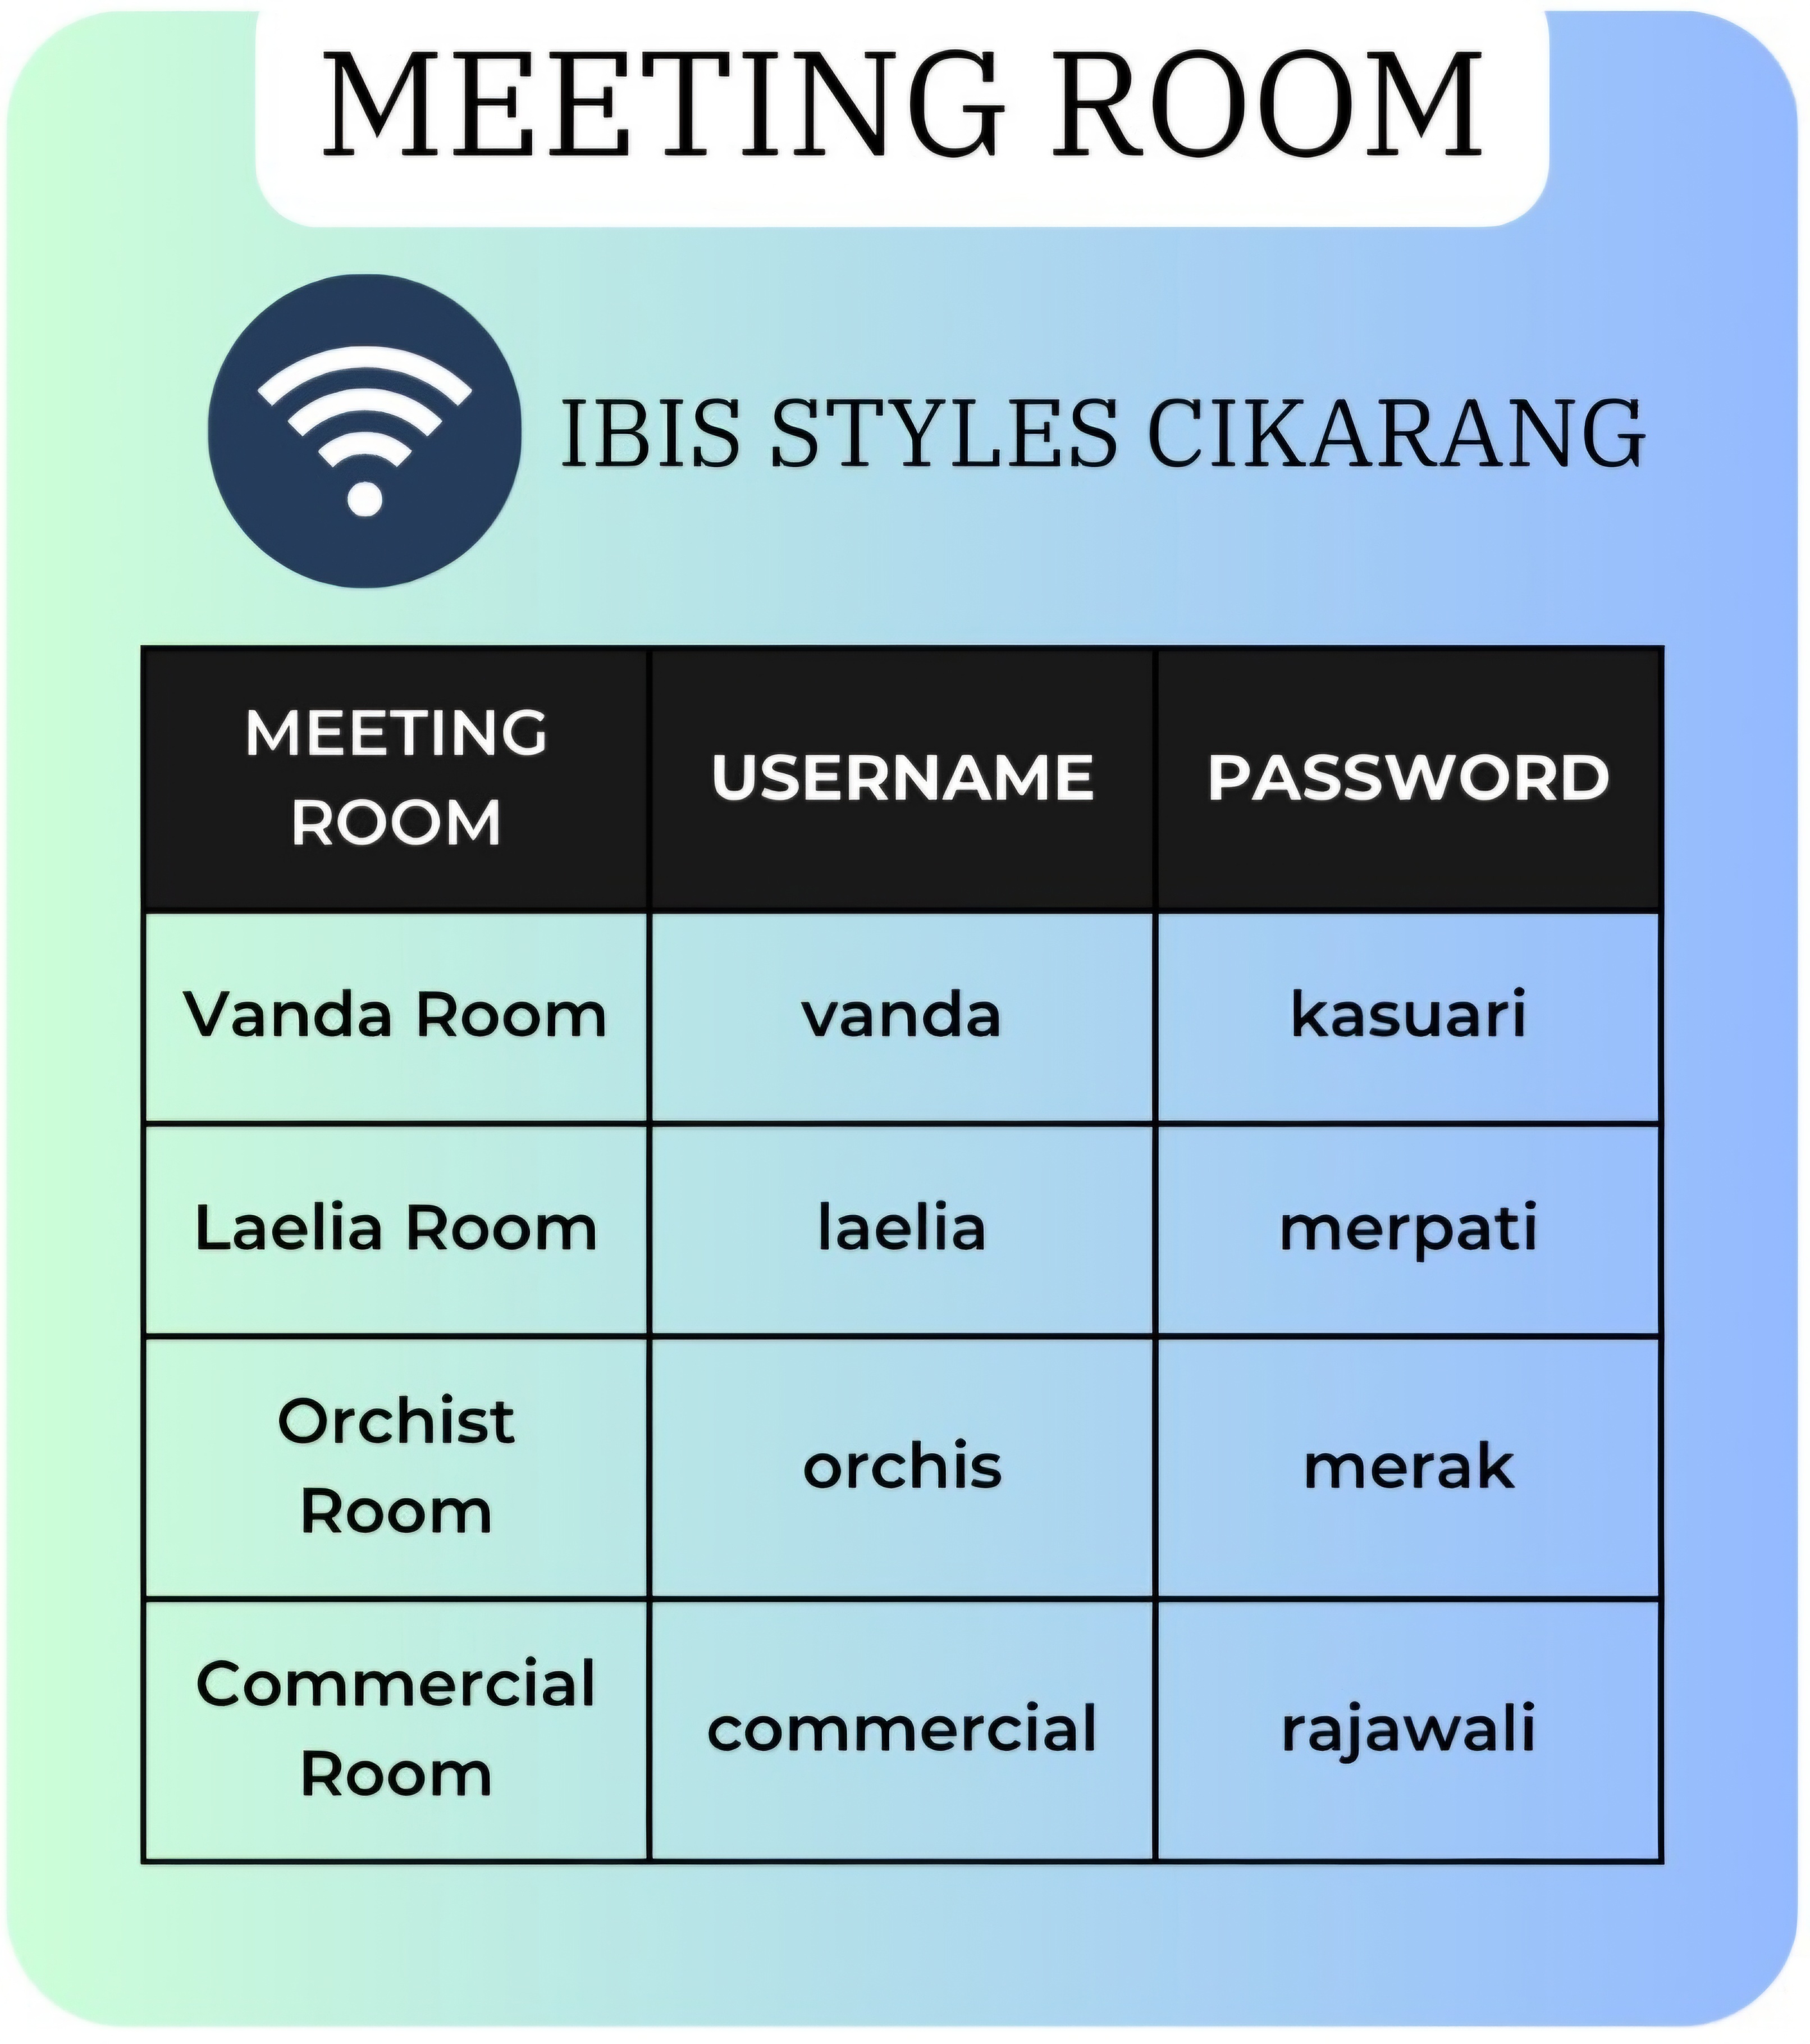 MEETING ROOM
IBIS STYLES CIKARANG
MEETING
ROOM
USERNAME
PASSWORD
Vanda Room
vanda
kasuari
Laelia Room
laelia
merpati
Orchist
Room
orchis
merak
Commercial
Room
commercial
rajawali